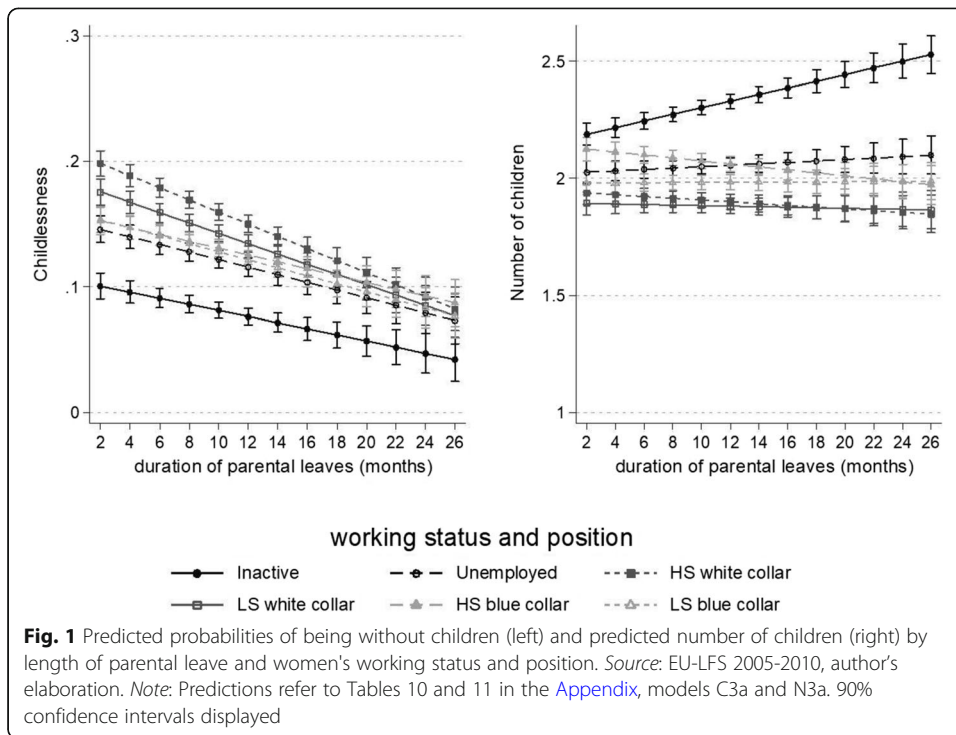 .3
.2
.1
0
Childlessness
2 4 6 8 10 12 14 16 18 20 22 24 26
duration of parental leaves (months)
2.5
2
1.5
1
Number of children
2 4 6 8 10 12 14 16 18 20 22 24 26
duration of parental leaves (months)
working status and position
Inactive Unemployed HS white collar
LS white collar HS blue collar LS blue collar
Fig. 1 Predicted probabilities of being without children (left) and predicted number of children (right) by
length of parental leave and women's working status and position. Source: EU-LFS 2005-2010, author's
elaboration. Note: Predictions refer to Tables 10 and 11 in the Appendix, models C3a and N3a. 90%
confidence intervals displayed